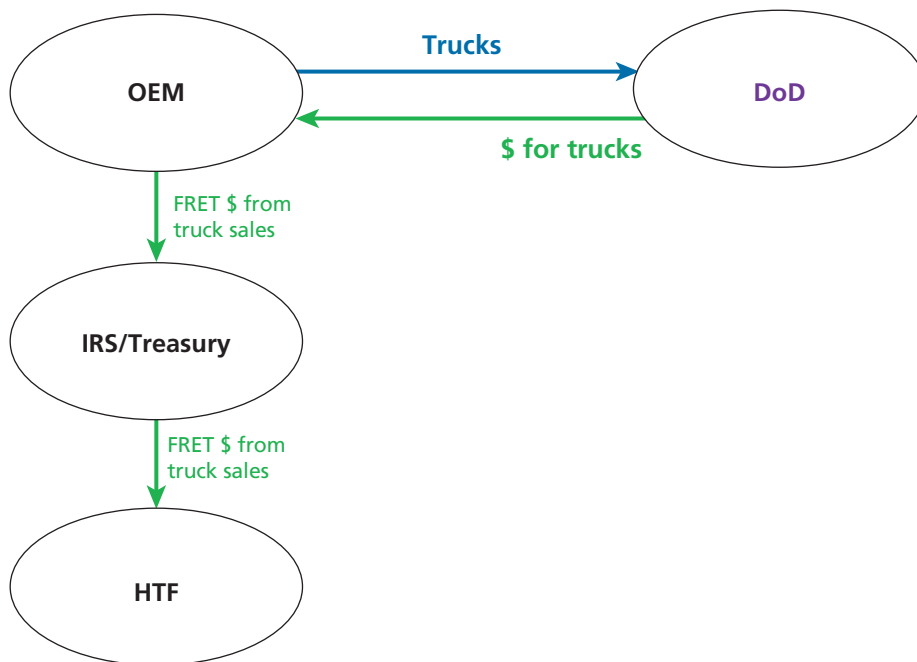 Trucks
OEM
DoD
$ for trucks
FRET $ from
truck sales
IRS/Treasury
FRET $ from
truck sales
HTF